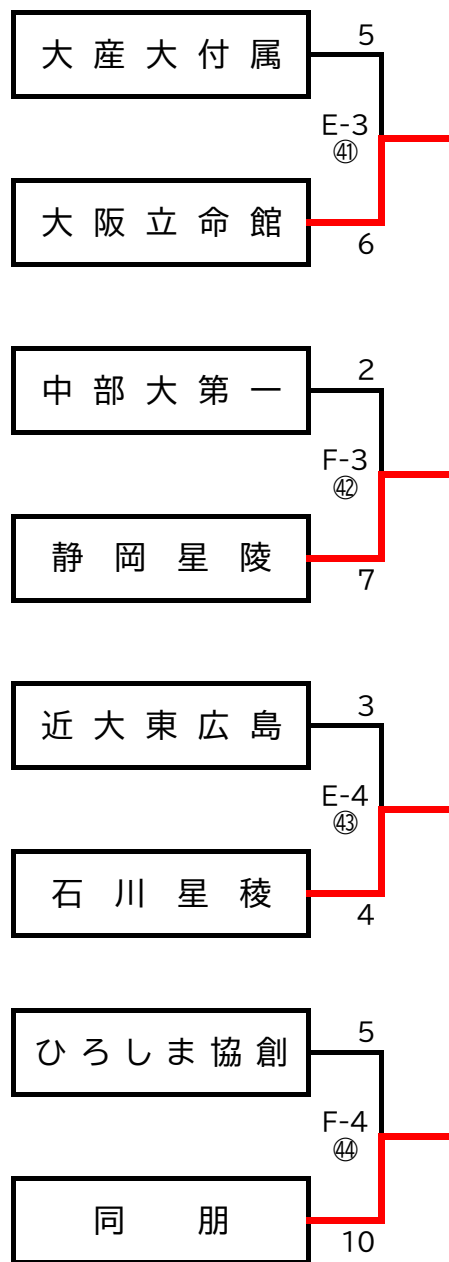 大産大付属
5
E-3
㊶
大阪立命館
6
中部大第一
2
F-3
㊷
静岡星陵
7
近大東広島
3
E-4
㊸
石川星稜
4
ひろしま協創
5
F-4
㊹
同朋
10